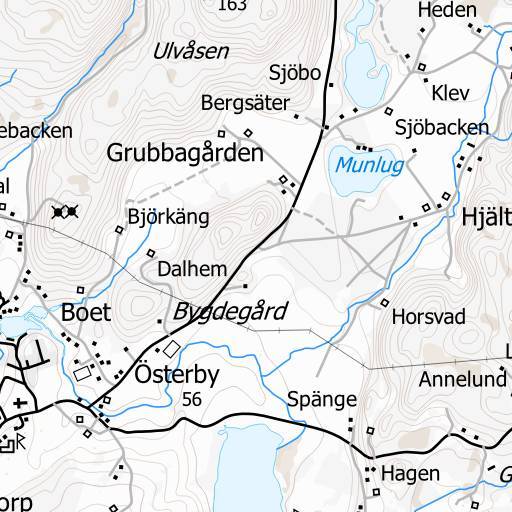 163
Heden
Ulvåsen
Sjöbo
Klev
Bergsäter
Sjöbacken
ebacken
Grubbagården
Munlug
al
Björkäng
Hjält
Dalhem
Boet
Bygdegård
Horsvad
L
Österby
Annelund
56
Spänge
Hagen
G
R
orp